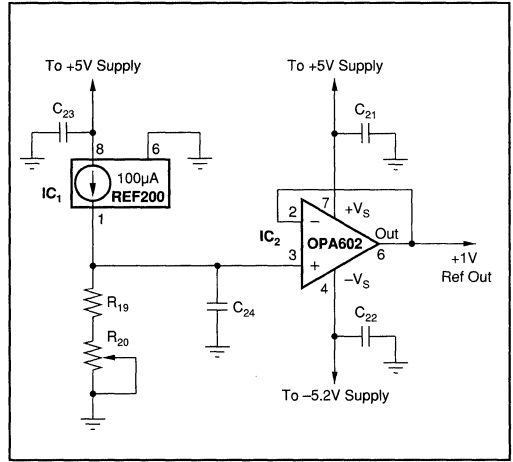 To +5V Supply
To +5V Supply
C23
C21
8
6
100µA
REF200
IC1
1
2
7
+VS
−
IC2
OPA602
Out
6
3
+
4
−VS
+1V
Ref Out
R19
C24
R20
C22
To −5.2V Supply